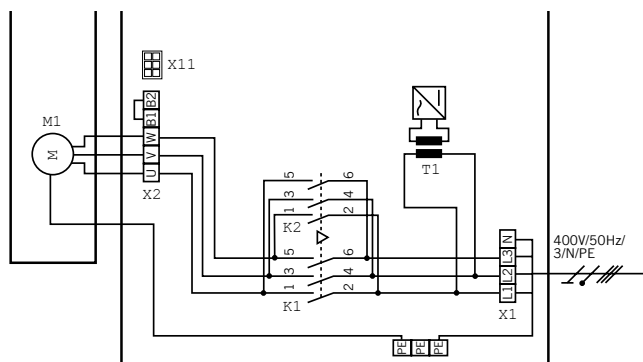 X11
M1
M
B2
B1
W
V
U
X2
T1
5
6
3
4
1
2
K2
5
6
3
4
1
2
K1
N
L3
L2
L1
X1
400V/50Hz/
3/N/PE
PE
PE
PE